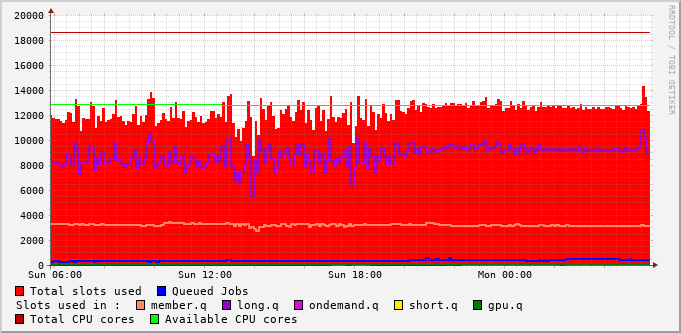 20000
18000
16000
14000
12000
10000
8000
6000
4000
2000
0
Sun 06:00 Sun 12:00 Sun 18:00 Mon 00:00
RRDTOOL / TOBI OETIKER
Total slots used Queued Jobs
Slots used in : member.q long.q ondemand.q short.q gpu.q
Total CPU cores Available CPU cores